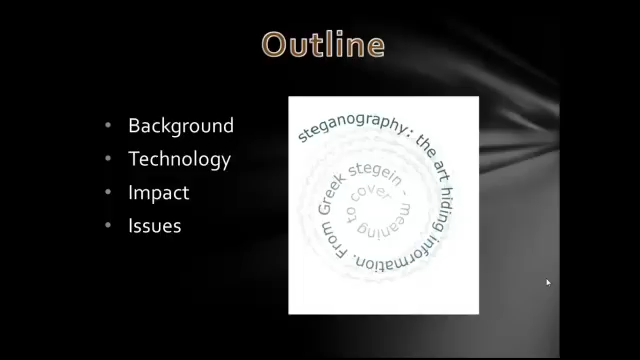 Outline
• Background
• Technology
• Impact
• Issues
steganography: the art hiding information. From Greek stegein - meaning to cover